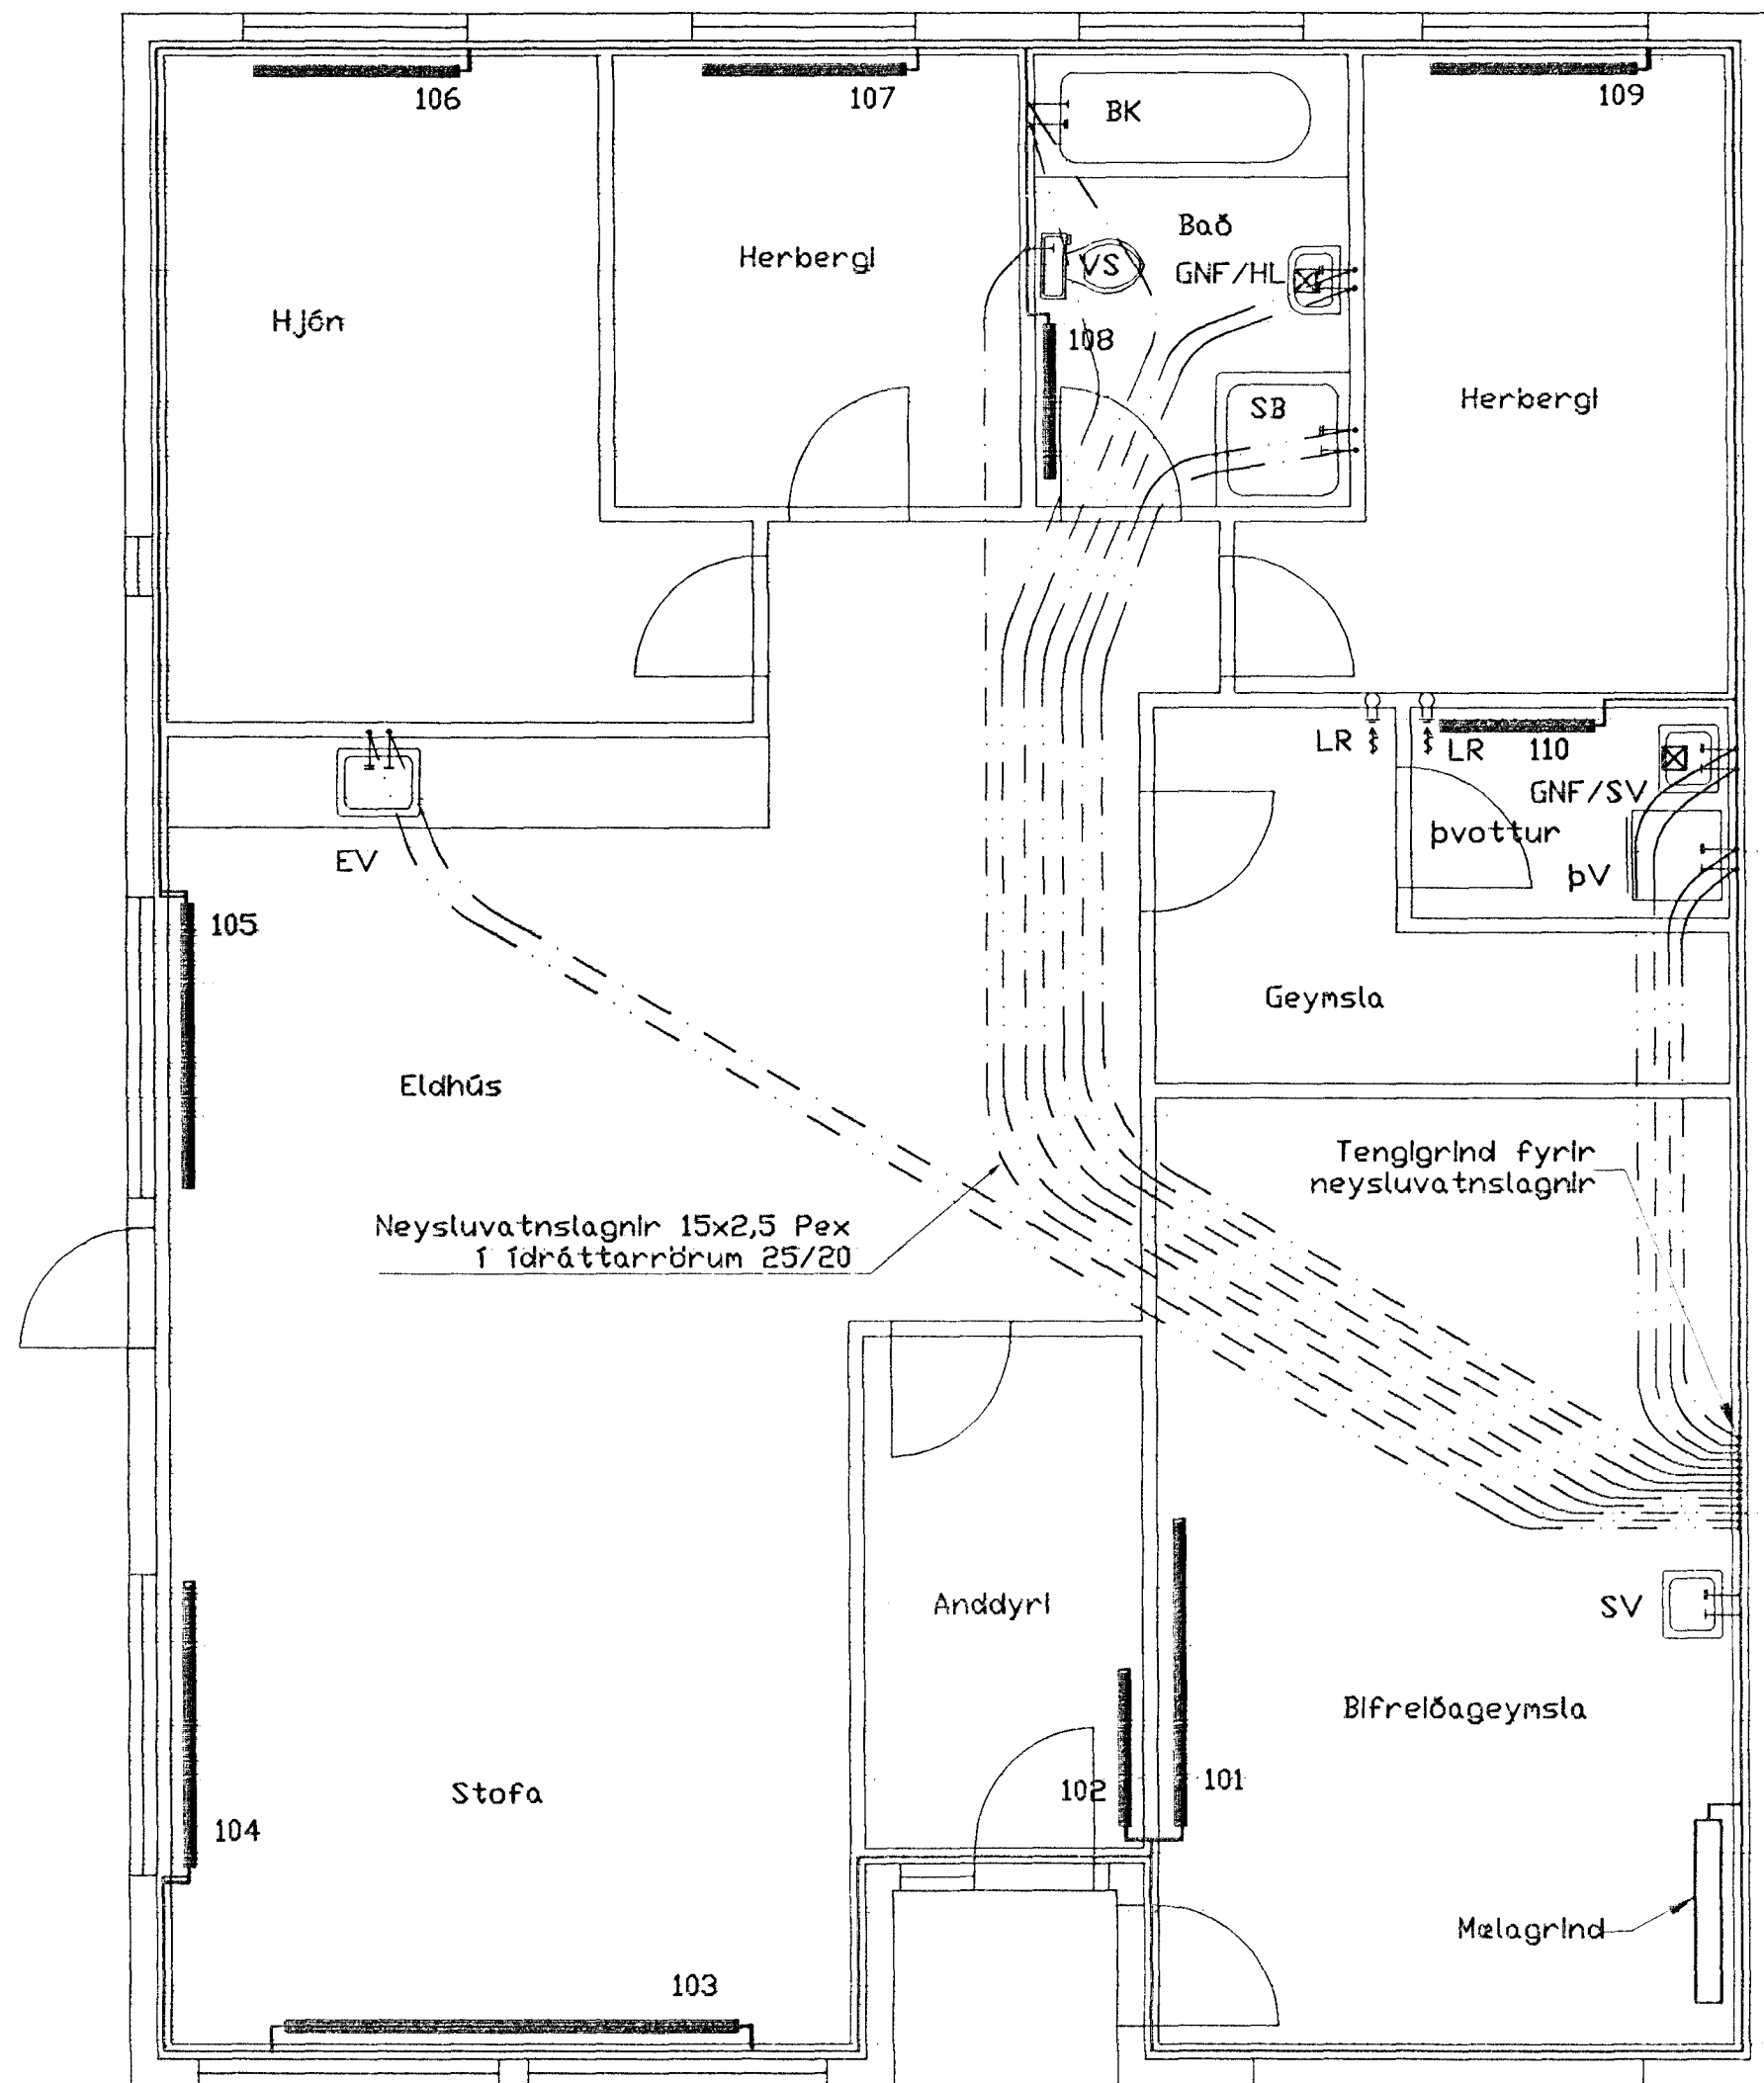 106
107
109
BK
Bað
Herbergi
VS
GNF/HL
Hjón
108
Herbergi
SB
LR
LR
110
GNF/SV
þvottur
EV
þV
105
Geymsla
Eldhús
Tengigrind fyrir
neysluvatnslagnir
Neysluvatnslagnir 15x2,5 Pex
í ídráttarrörum 25/20
Anddyri
SV
Bifreiðageymsla
102
101
Stofa
104
Mælagrind
103